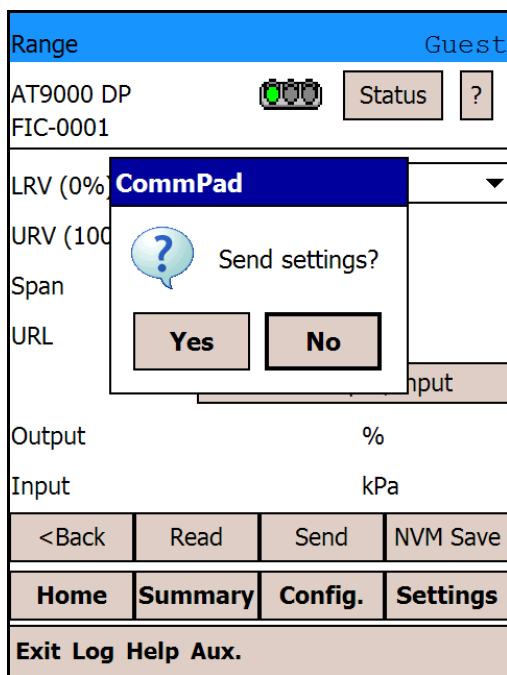 Range Guest
AT9000 DP Status ?
FIC-0001
LRV (0%)
CommPad
URV (100
Send settings?
Span
URL
Yes No
nput
Output %
Input kPa
<Back Read Send NVM Save
Home Summary Config. Settings
Exit Log Help Aux.